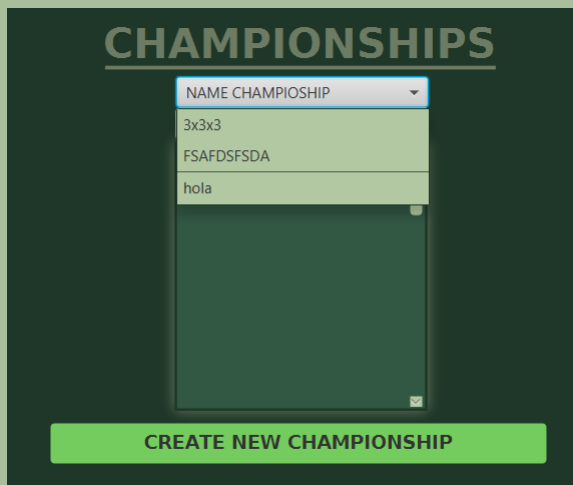 CHAMPIONSHIPS
NAME CHAMPIOSHIP
3x3x3
FSAFDSFSDA
hola
CREATE NEW CHAMPIONSHIP